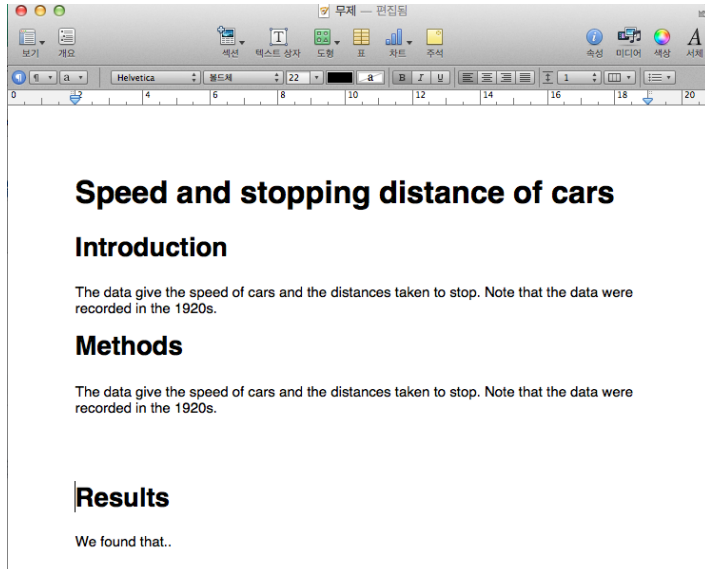 무제 — 편집됨
보기 개요 섹션 텍스트 상자 도형 표 차트 주석 속성 미디어 색상 서체
a Helvetica 볼드체 22 a B I U 1
0 2 4 6 8 10 12 14 16 18 20
Speed and stopping distance of cars
Introduction
The data give the speed of cars and the distances taken to stop. Note that the data were
recorded in the 1920s.
Methods
The data give the speed of cars and the distances taken to stop. Note that the data were
recorded in the 1920s.
Results
We found that..